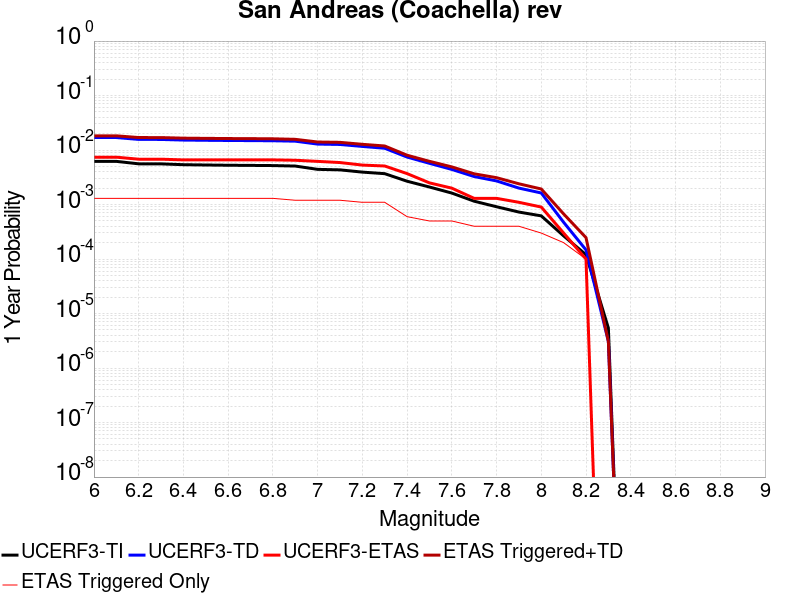 San Andreas (Coachella) rev
10^0
10^-1
10^-2
10^-3
10^-4
10^-5
10^-6
10^-7
10^-8
1 Year Probability
6 6.2 6.4 6.6 6.8 7 7.2 7.4 7.6 7.8 8 8.2 8.4 8.6 8.8 9
Magnitude
UCERF3-TI UCERF3-TD UCERF3-ETAS ETAS Triggered+TD
ETAS Triggered Only